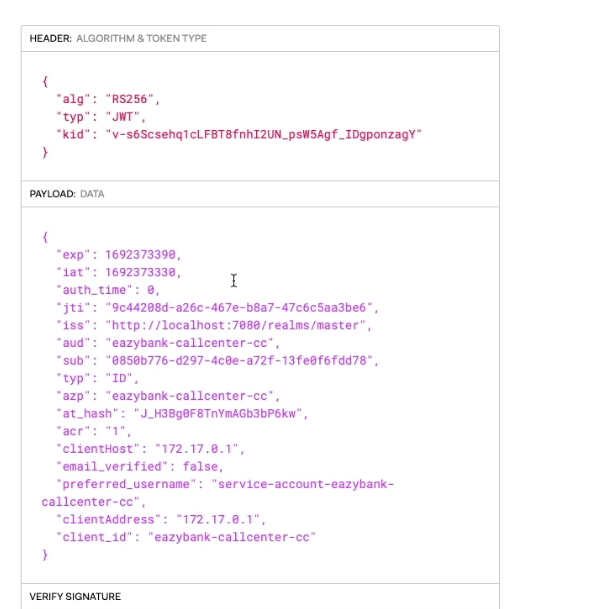 HEADER: ALGORITHM & TOKEN TYPE
{
"alg": "RS256",
"typ": "JWT",
"kid": "v-s6Scsehq1cLFBT8fnhI2UN_psW5Agf_IDgponzagY"
}
PAYLOAD: DATA
{
"exp": 1692373390,
"iat": 1692373330,
"auth_time": 0,
"jti": "9c44208d-a26c-467e-b8a7-47c6c5aa3be6",
"iss": "http://localhost:7080/realms/master",
"aud": "eazybank-callcenter-cc",
"sub": "0850b776-d297-4c0e-a72f-13fe0f6fdd78",
"typ": "ID",
"azp": "eazybank-callcenter-cc",
"at_hash": "J_H3Bg0F8TnYmAGb3bP6kw",
"acr": "1",
"clientHost": "172.17.0.1",
"email_verified": false,
"preferred_username": "service-account-eazybank-
callcenter-cc",
"clientAddress": "172.17.0.1",
"client_id": "eazybank-callcenter-cc"
}
VERIFY SIGNATURE